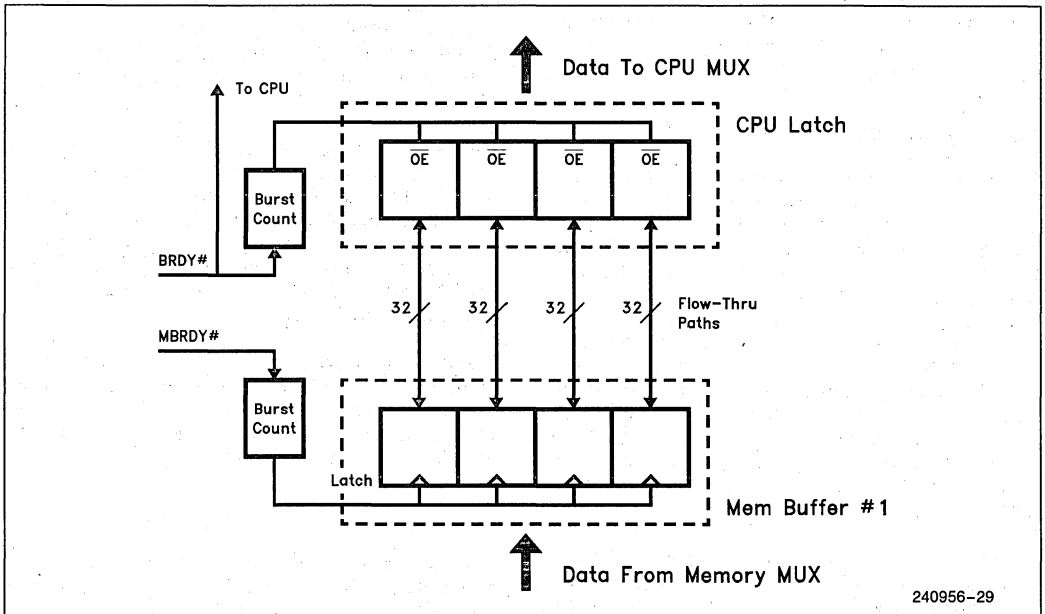 Data To CPU MUX
To CPU
CPU Latch
OE OE OE OE
Burst
Count
BRDY#
32 32 32 32
Flow-Thru
Paths
MBRDY#
Burst
Count
Latch
Mem Buffer #1
Data From Memory MUX
240956-29